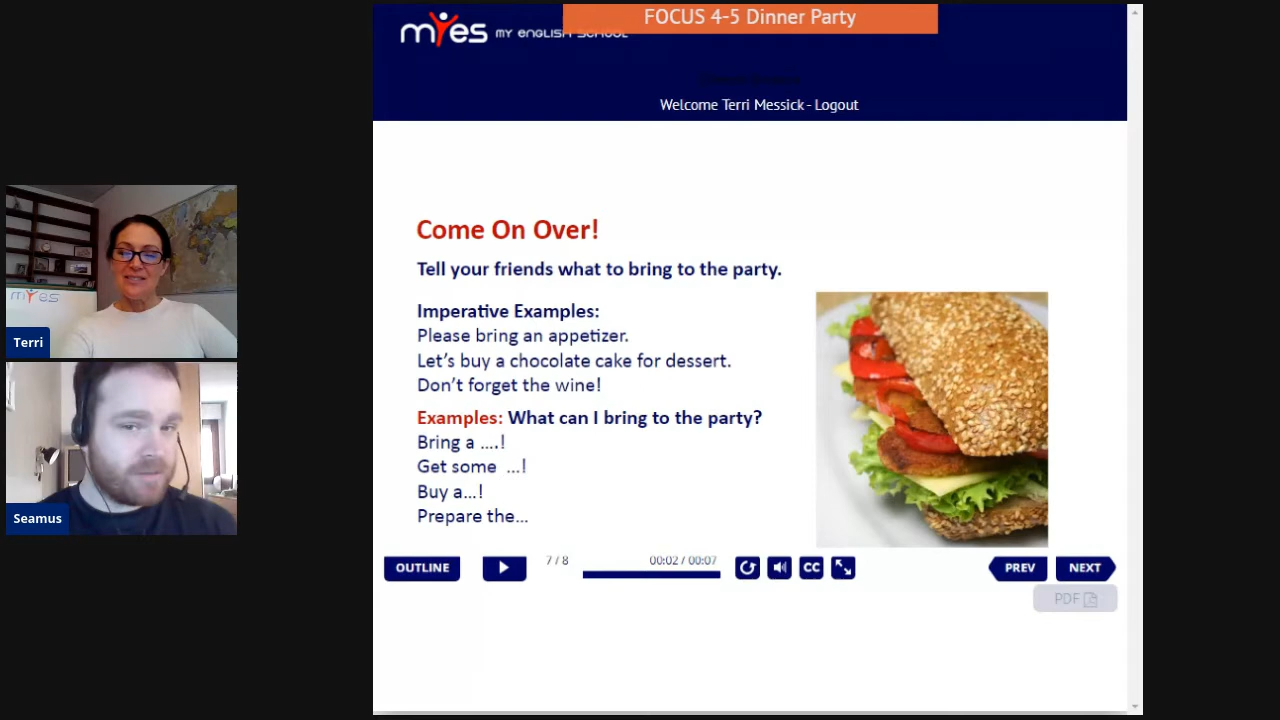 FOCUS 4-5 Dinner Party
myes MY ENGLISH SCHOOL
Welcome Terri Messick - Logout
Come On Over!
Tell your friends what to bring to the party.
Imperative Examples:
Please bring an appetizer.
Let's buy a chocolate cake for dessert.
Don't forget the wine!
Examples: What can I bring to the party?
Bring a ....!
Get some ...!
Buy a...!
Prepare the...
OUTLINE
7 / 8
00:02 / 00:07
CC
PREV
NEXT
PDF
myes
Terri
Seamus